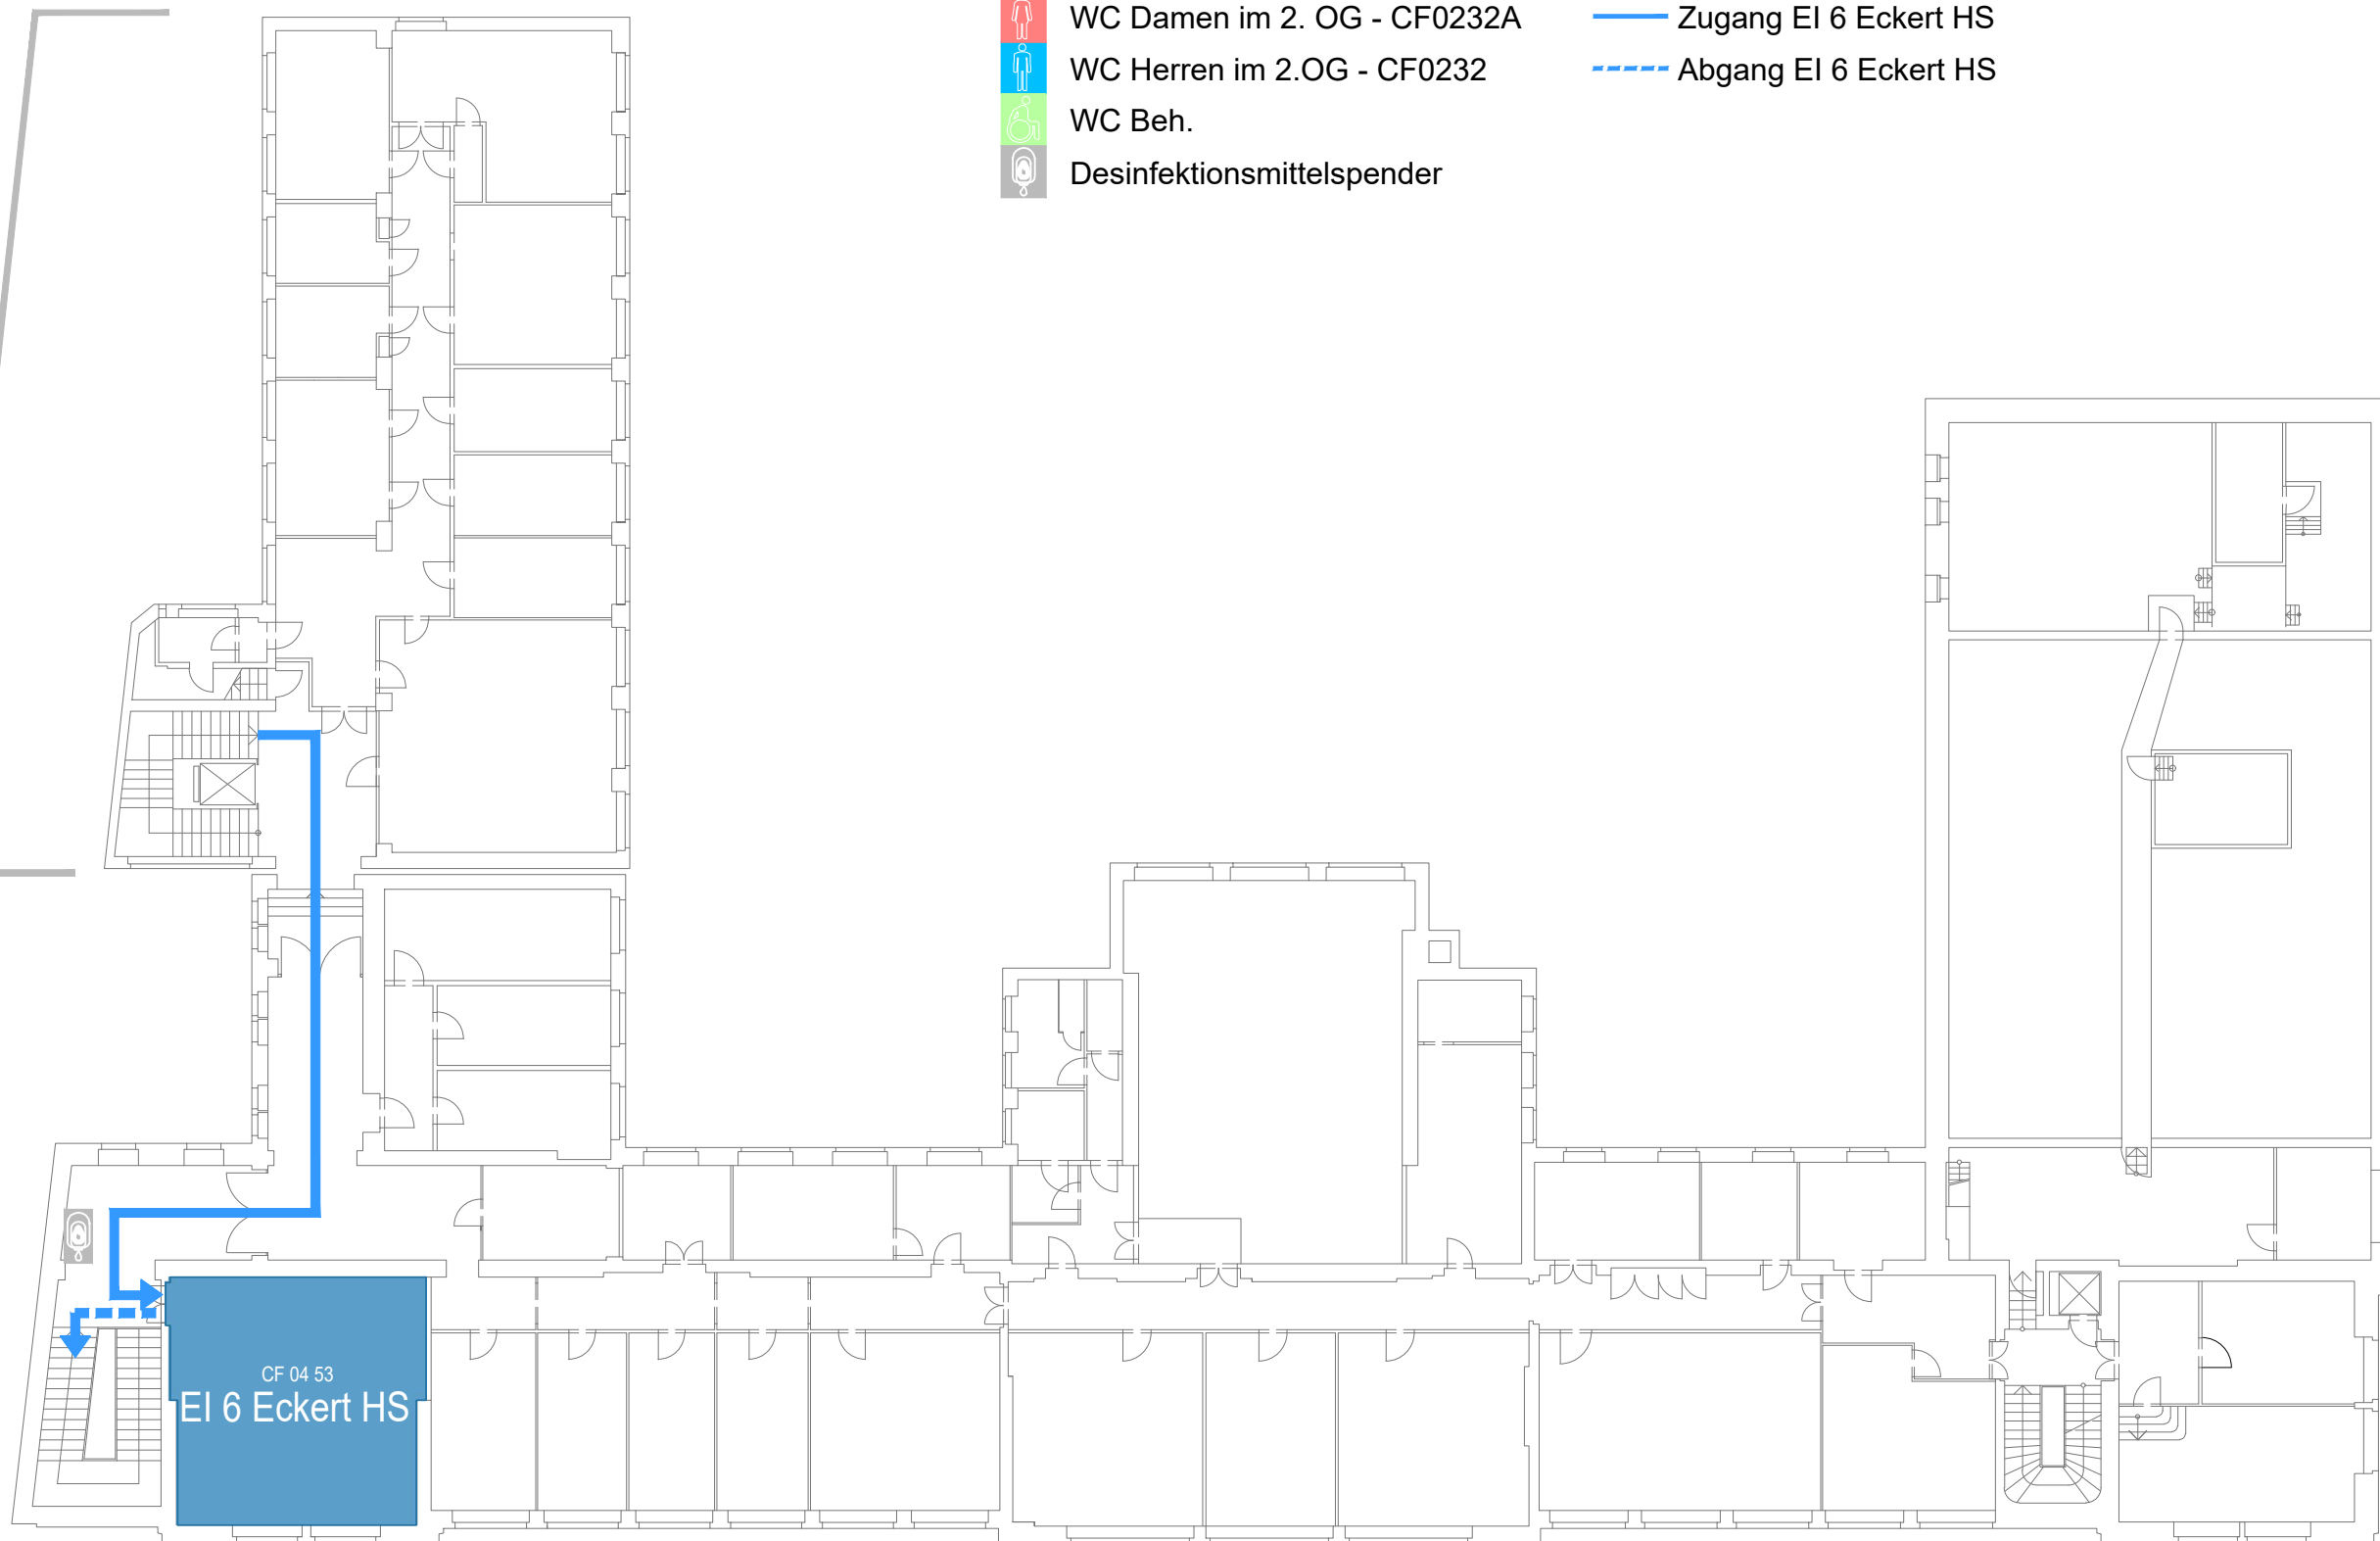 WC Damen im 2. OG - CF0232A
WC Herren im 2.OG - CF0232
WC Beh.
Desinfektionsmittelspender
Zugang EI 6 Eckert HS
Abgang EI 6 Eckert HS
CF 04 53
EI 6 Eckert HS